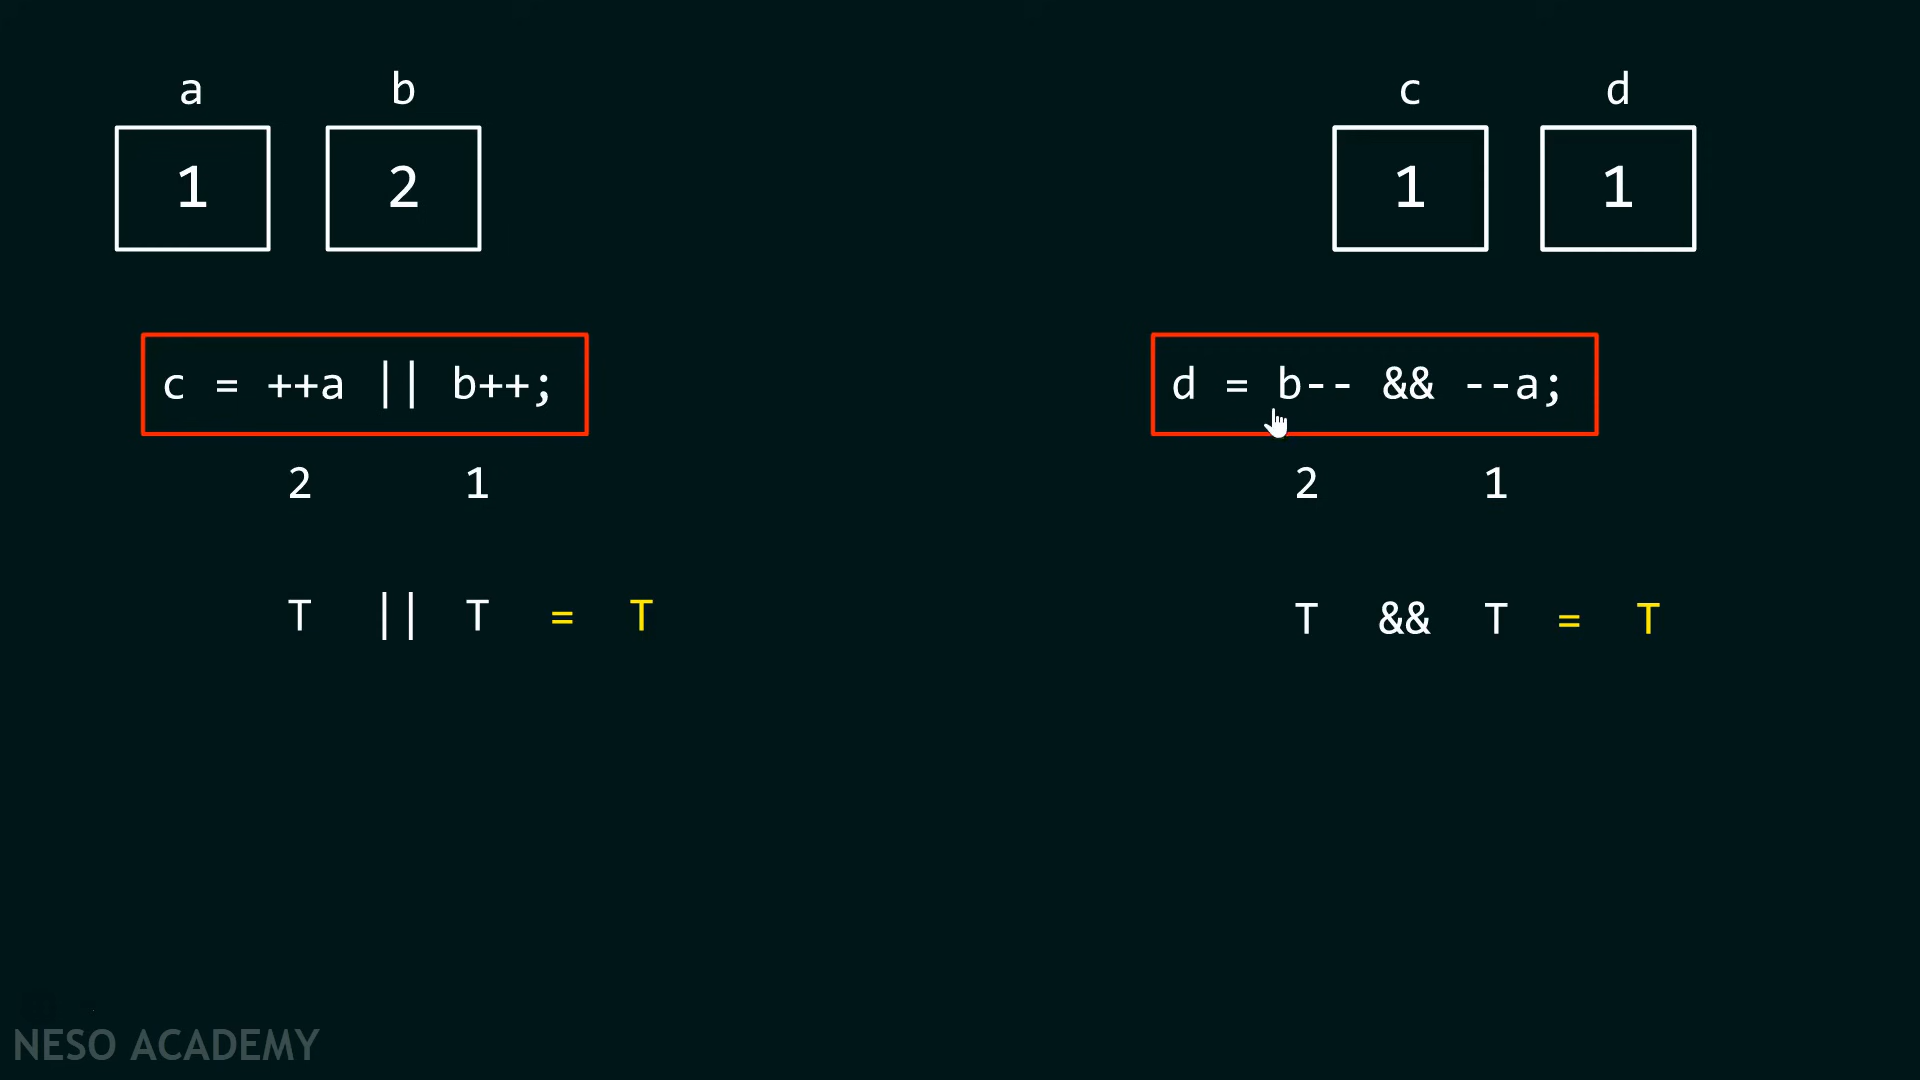 a b c d
1 2 1 1
c = ++a || b++; d = b-- && --a;
2 1 2 1
T || T = T T && T = T
NESO ACADEMY